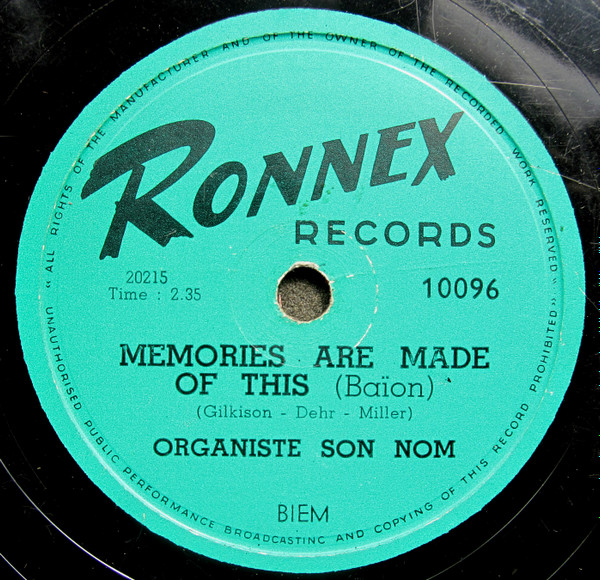 « ALL RIGHTS OF THE MANUFACTURER AND OF THE OWNER OF THE RECORDED WORK RESERVED »
RONNEX
RECORDS
20215
Time : 2.35
10096
MEMORIES ARE MADE
OF THIS (Baïon)
(Gilkison - Dehr - Miller)
ORGANISTE SON NOM
BIEM
UNAUTHORISED PUBLIC PERFORMANCE BROADCASTING AND COPYING OF THIS RECORD PROHIBITED »